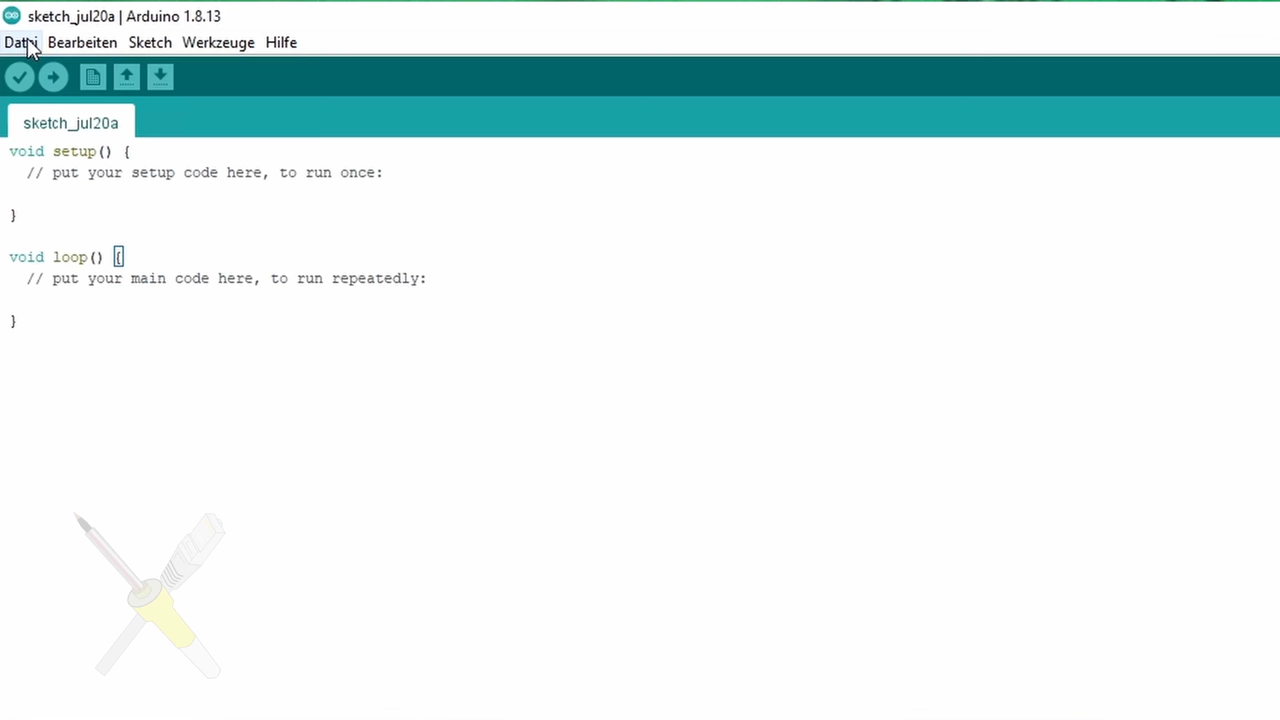 sketch_jul20a | Arduino 1.8.13
Datei Bearbeiten Sketch Werkzeuge Hilfe
sketch_jul20a
void setup() {
  // put your setup code here, to run once:
}
void loop() {
  // put your main code here, to run repeatedly:
}